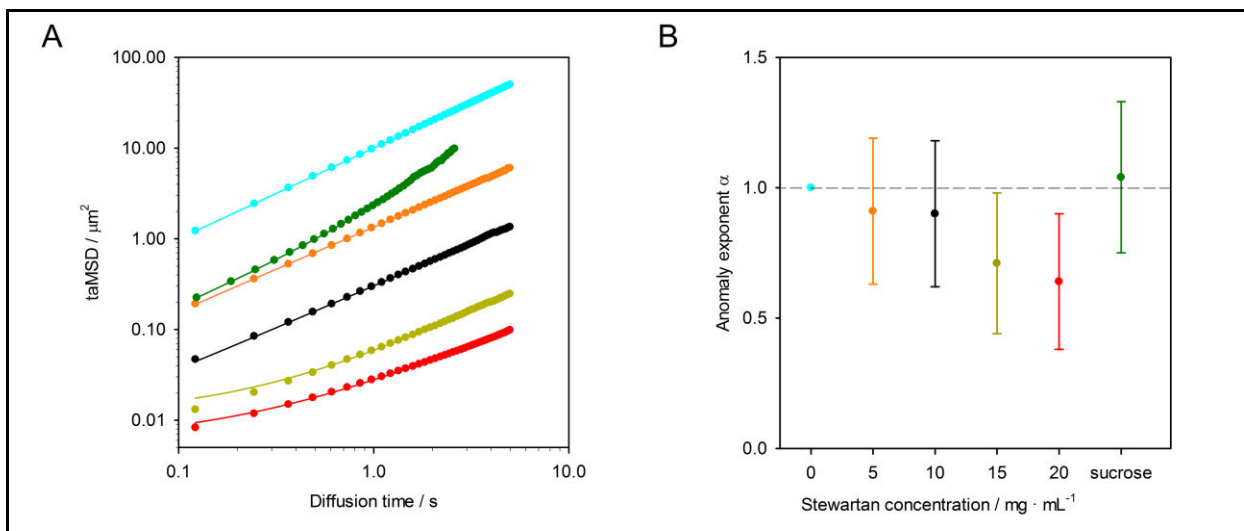 A
100.00
10.00
1.00
0.10
0.01
taMSD / μm²
0.1 1.0 10.0
Diffusion time / s
B
1.5
1.0
0.5
0.0
Anomaly exponent α
0 5 10 15 20 sucrose
Stewartan concentration / mg · mL⁻¹